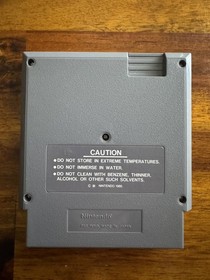 CAUTION
●DO NOT STORE IN EXTREME TEMPERATURES.
●DO NOT IMMERSE IN WATER.
●DO NOT CLEAN WITH BENZENE, THINNER,
ALCOHOL OR OTHER SUCH SOLVENTS.
NINTENDO
Nintendo